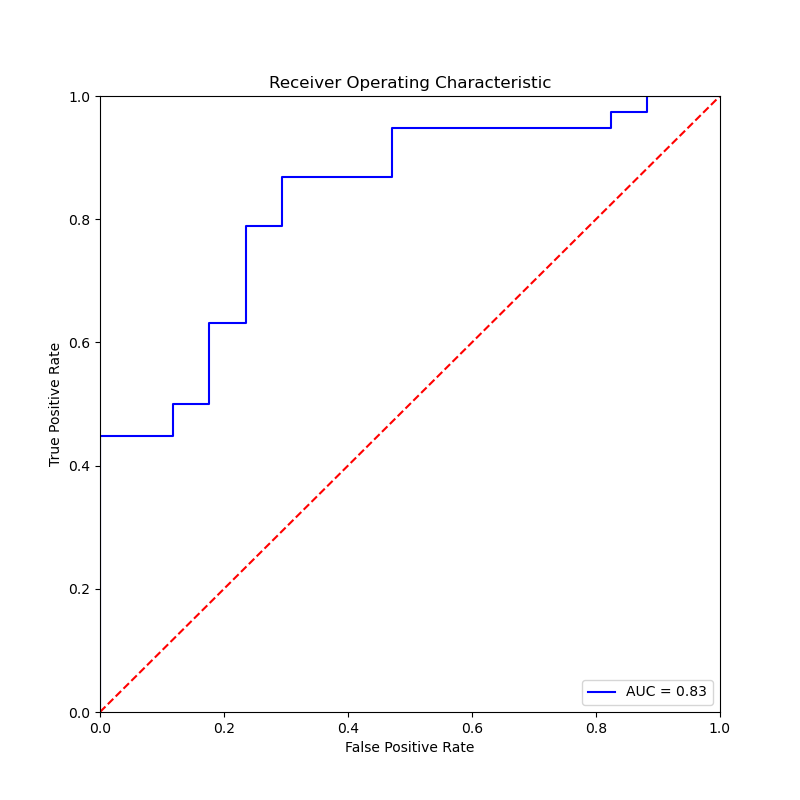 Receiver Operating Characteristic
True Positive Rate
1.0
0.8
0.6
0.4
0.2
0.0
0.0 0.2 0.4 0.6 0.8 1.0
False Positive Rate
AUC = 0.83